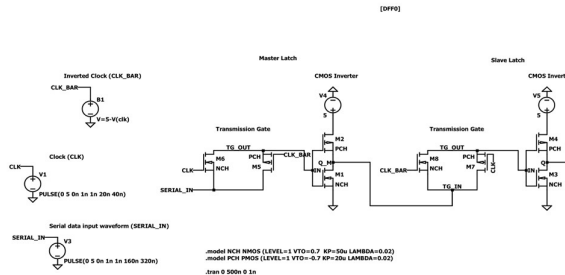 [DFF0]
Master Latch
Slave Latch
Inverted Clock (CLK_BAR)
CMOS Inverter
CMOS Invert
CLK_BAR
B1
V=5-V(clk)
V4
5
V5
5
Transmission Gate
Transmission Gate
M2
PCH
M4
PCH
TG_OUT
TG_OUT
M6
NCH
PCH
M5
CLK_BAR
IN
Q_M
M8
NCH
PCH
M7
CLK
IN
Q
CLK
CLK_BAR
M1
NCH
M3
NCH
SERIAL_IN
TG_IN
Clock (CLK)
CLK
V1
PULSE(0 5 0n 1n 1n 20n 40n)
Serial data input waveform (SERIAL_IN)
SERIAL_IN
V3
PULSE(0 5 0n 1n 1n 160n 320n)
.model NCH NMOS (LEVEL=1 VTO=0.7 KP=50u LAMBDA=0.02)
.model PCH PMOS (LEVEL=1 VTO=-0.7 KP=20u LAMBDA=0.02)
.tran 0 500n 0 1n